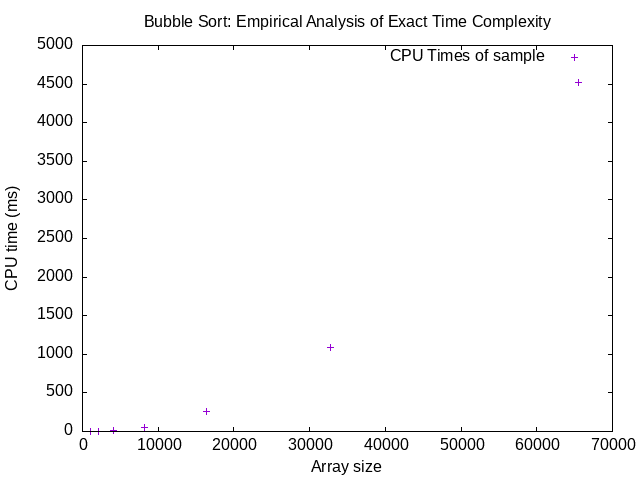 Bubble Sort: Empirical Analysis of Exact Time Complexity
5000
CPU Times of sample
4500
4000
3500
3000
2500
2000
1500
1000
500
0
CPU time (ms)
0 10000 20000 30000 40000 50000 60000 70000
Array size